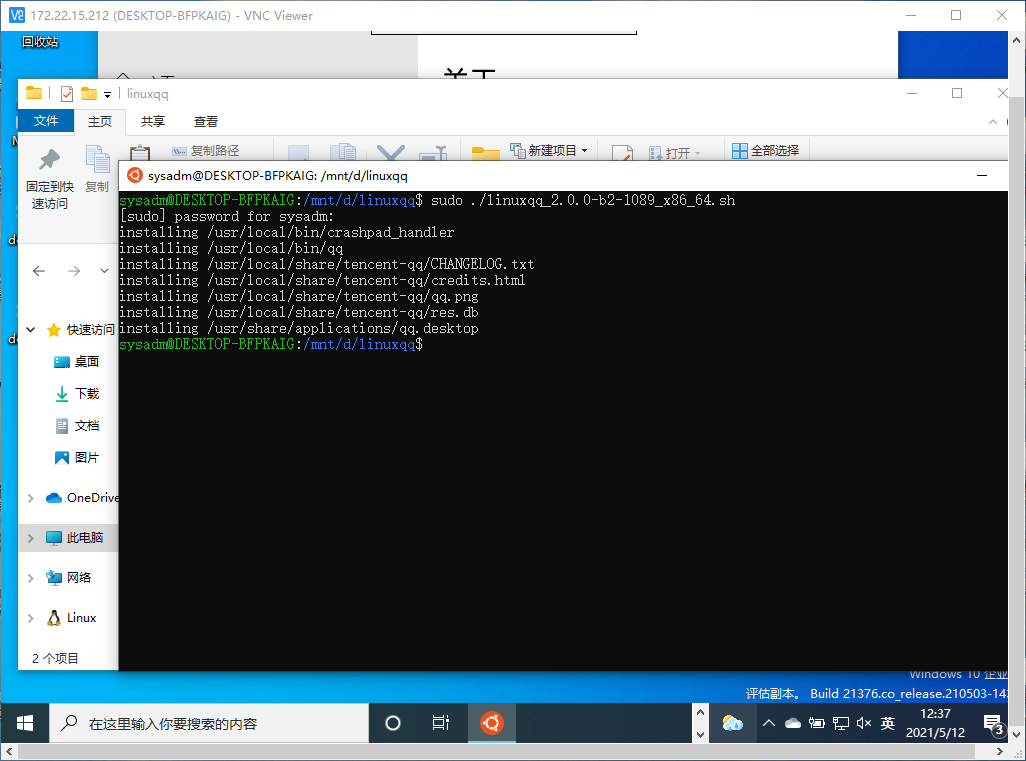 172.22.15.212 (DESKTOP-BFPKAIG) - VNC Viewer
回收站
linuxqq
文件 主页 共享 查看
复制路径 新建项目 打开 全部选择
固定到快速访问 复制
sysadm@DESKTOP-BFPKAIG: /mnt/d/linuxqq
sysadm@DESKTOP-BFPKAIG:/mnt/d/linuxqq$ sudo ./linuxqq_2.0.0-b2-1089_x86_64.sh
[sudo] password for sysadm:
installing /usr/local/bin/crashpad_handler
installing /usr/local/bin/qq
installing /usr/local/share/tencent-qq/CHANGELOG.txt
installing /usr/local/share/tencent-qq/credits.html
installing /usr/local/share/tencent-qq/qq.png
installing /usr/local/share/tencent-qq/res.db
installing /usr/share/applications/qq.desktop
sysadm@DESKTOP-BFPKAIG:/mnt/d/linuxqq$
快速访问
桌面
下载
文档
图片
OneDrive
此电脑
网络
Linux
2 个项目
Windows 10 企业
评估副本。 Build 21376.co_release.210503-14
在这里输入你要搜索的内容
英
12:37
2021/5/12
3